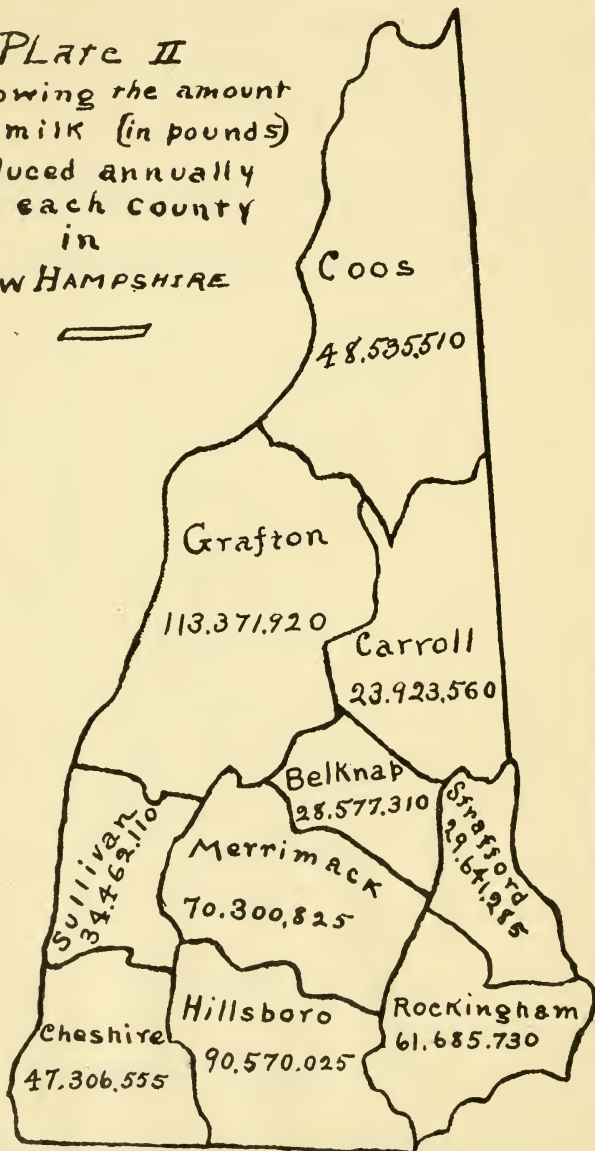 PLate II
owing the amount
milk (in pounds)
uced annually
each county
in
W HAMPSHIRE
Coos
48.535.510
Grafton
113.371.920
Carroll
23.923.560
Belknap
28.577.310
Strafford
29.641.285
Sullivan
34.462.110
Merrimack
70.300,825
Hillsboro
90.570.025
Rockingham
61.685.730
Cheshire
47.306.555